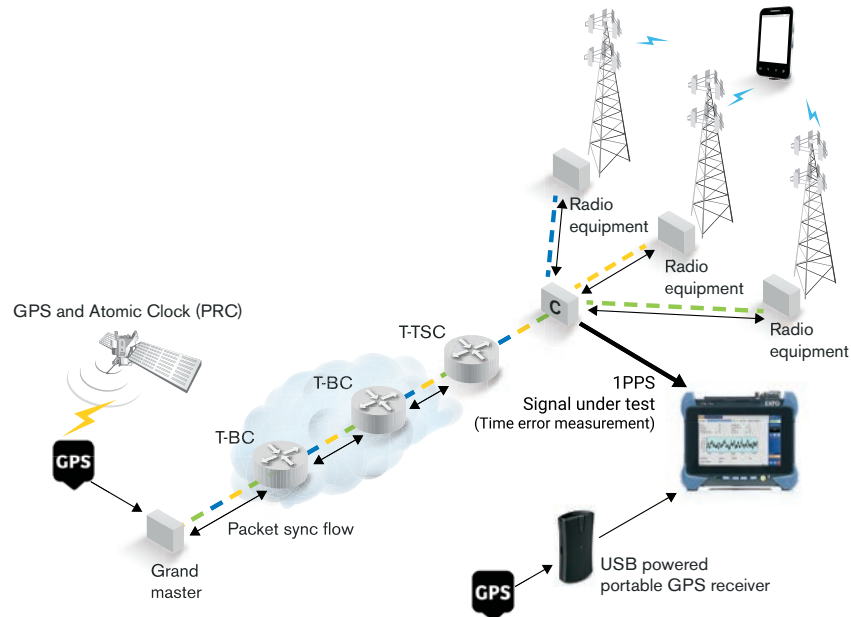 Radio
equipment
Radio
equipment
GPS and Atomic Clock (PRC)
C
T-TSC
Radio
equipment
T-BC
1PPS
Signal under test
(Time error measurement)
EXFO
T-BC
GPS
Packet sync flow
Grand
master
USB powered
portable GPS receiver
GPS